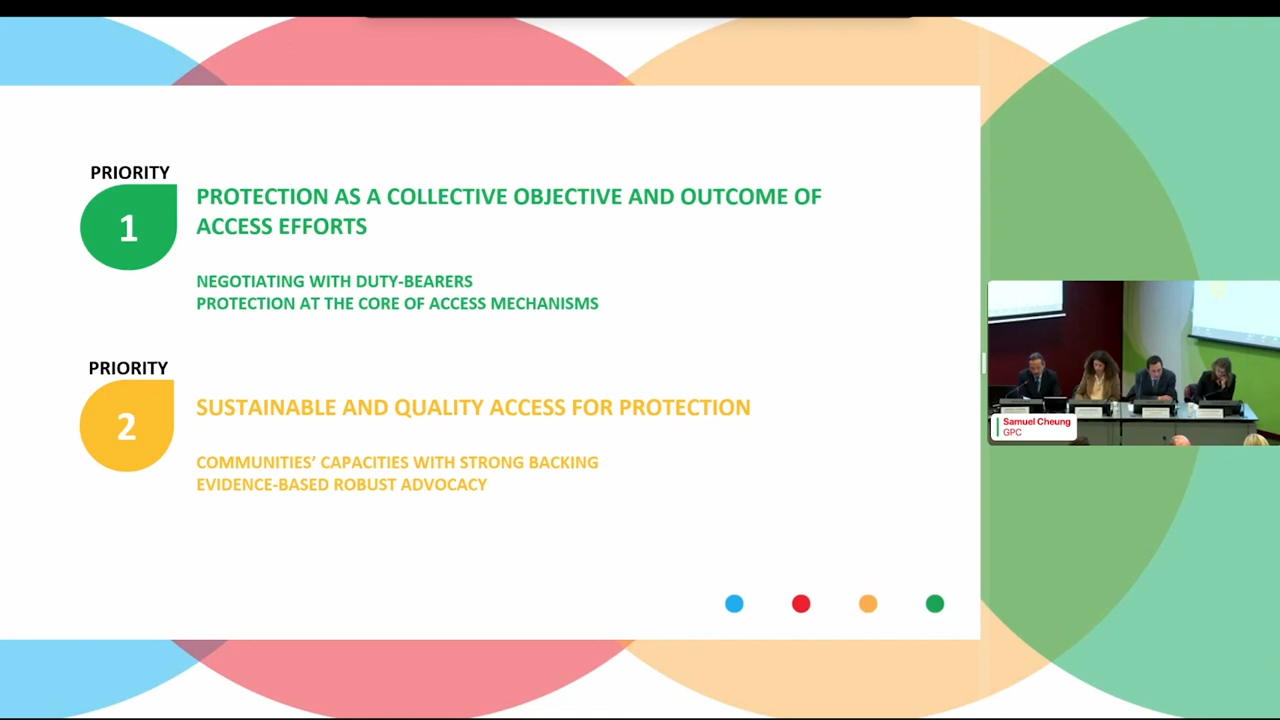 PRIORITY
1
PROTECTION AS A COLLECTIVE OBJECTIVE AND OUTCOME OF
ACCESS EFFORTS
NEGOTIATING WITH DUTY-BEARERS
PROTECTION AT THE CORE OF ACCESS MECHANISMS
PRIORITY
2
SUSTAINABLE AND QUALITY ACCESS FOR PROTECTION
COMMUNITIES’ CAPACITIES WITH STRONG BACKING
EVIDENCE-BASED ROBUST ADVOCACY
Samuel Cheung
GPC